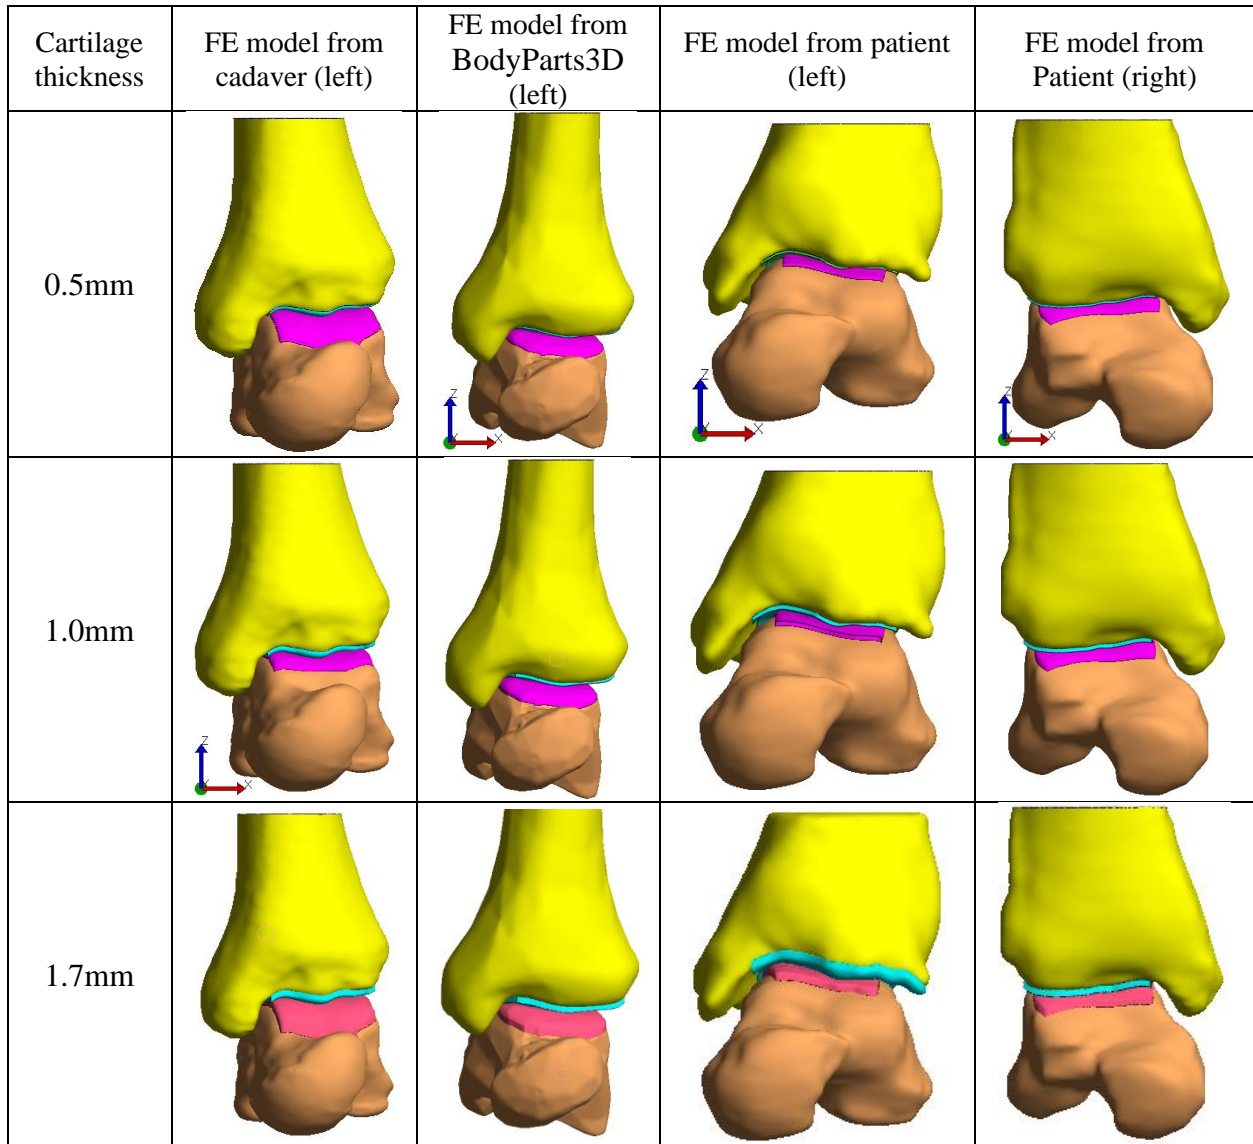 Cartilage
thickness
FE model from
cadaver (left)
FE model from
BodyParts3D
(left)
FE model from patient
(left)
FE model from
Patient (right)
0.5mm
Z
X
Z
X
Z
X
1.0mm
Z
X
1.7mm